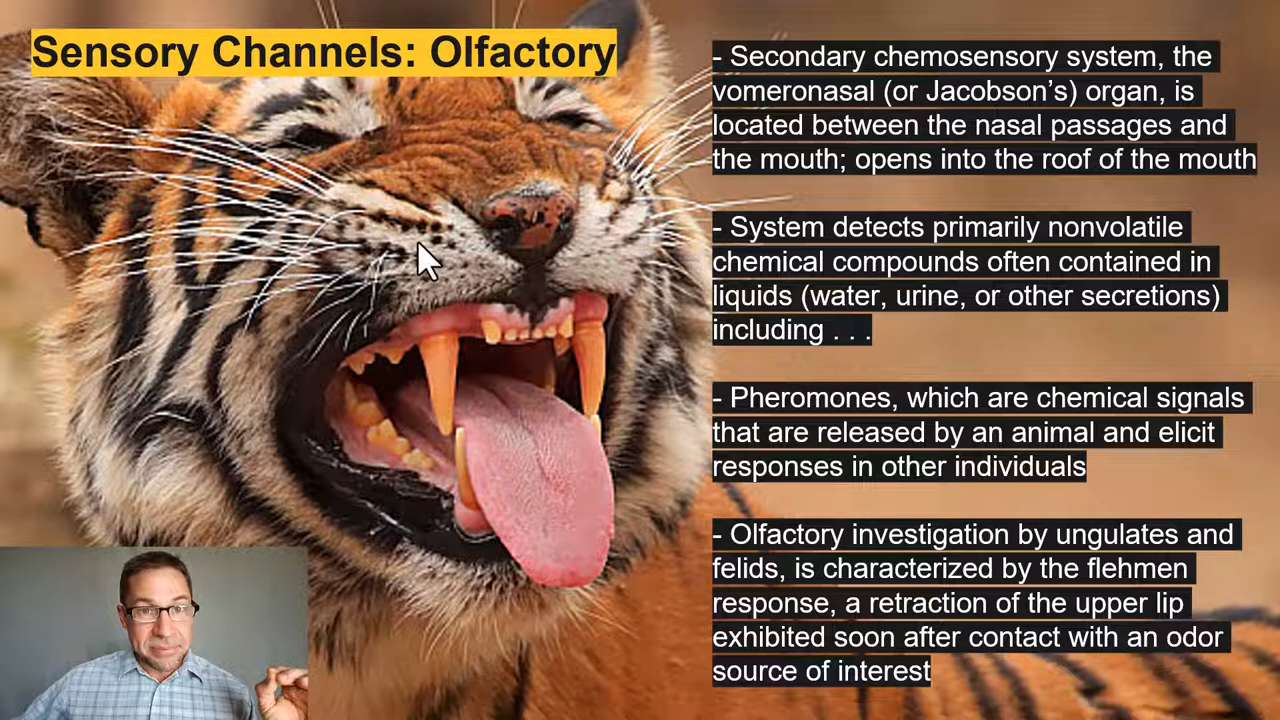 Sensory Channels: Olfactory
- Secondary chemosensory system, the
vomeronasal (or Jacobson's) organ, is
located between the nasal passages and
the mouth; opens into the roof of the mouth
- System detects primarily nonvolatile
chemical compounds often contained in
liquids (water, urine, or other secretions)
including . . .
- Pheromones, which are chemical signals
that are released by an animal and elicit
responses in other individuals
- Olfactory investigation by ungulates and
felids, is characterized by the flehmen
response, a retraction of the upper lip
exhibited soon after contact with an odor
source of interest